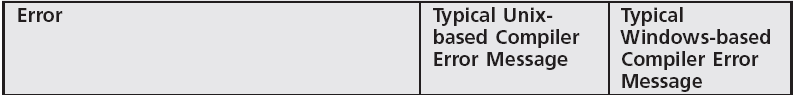 Error
Typical Unix-
based Compiler
Error Message
Typical
Windows-based
Compiler Error
Message